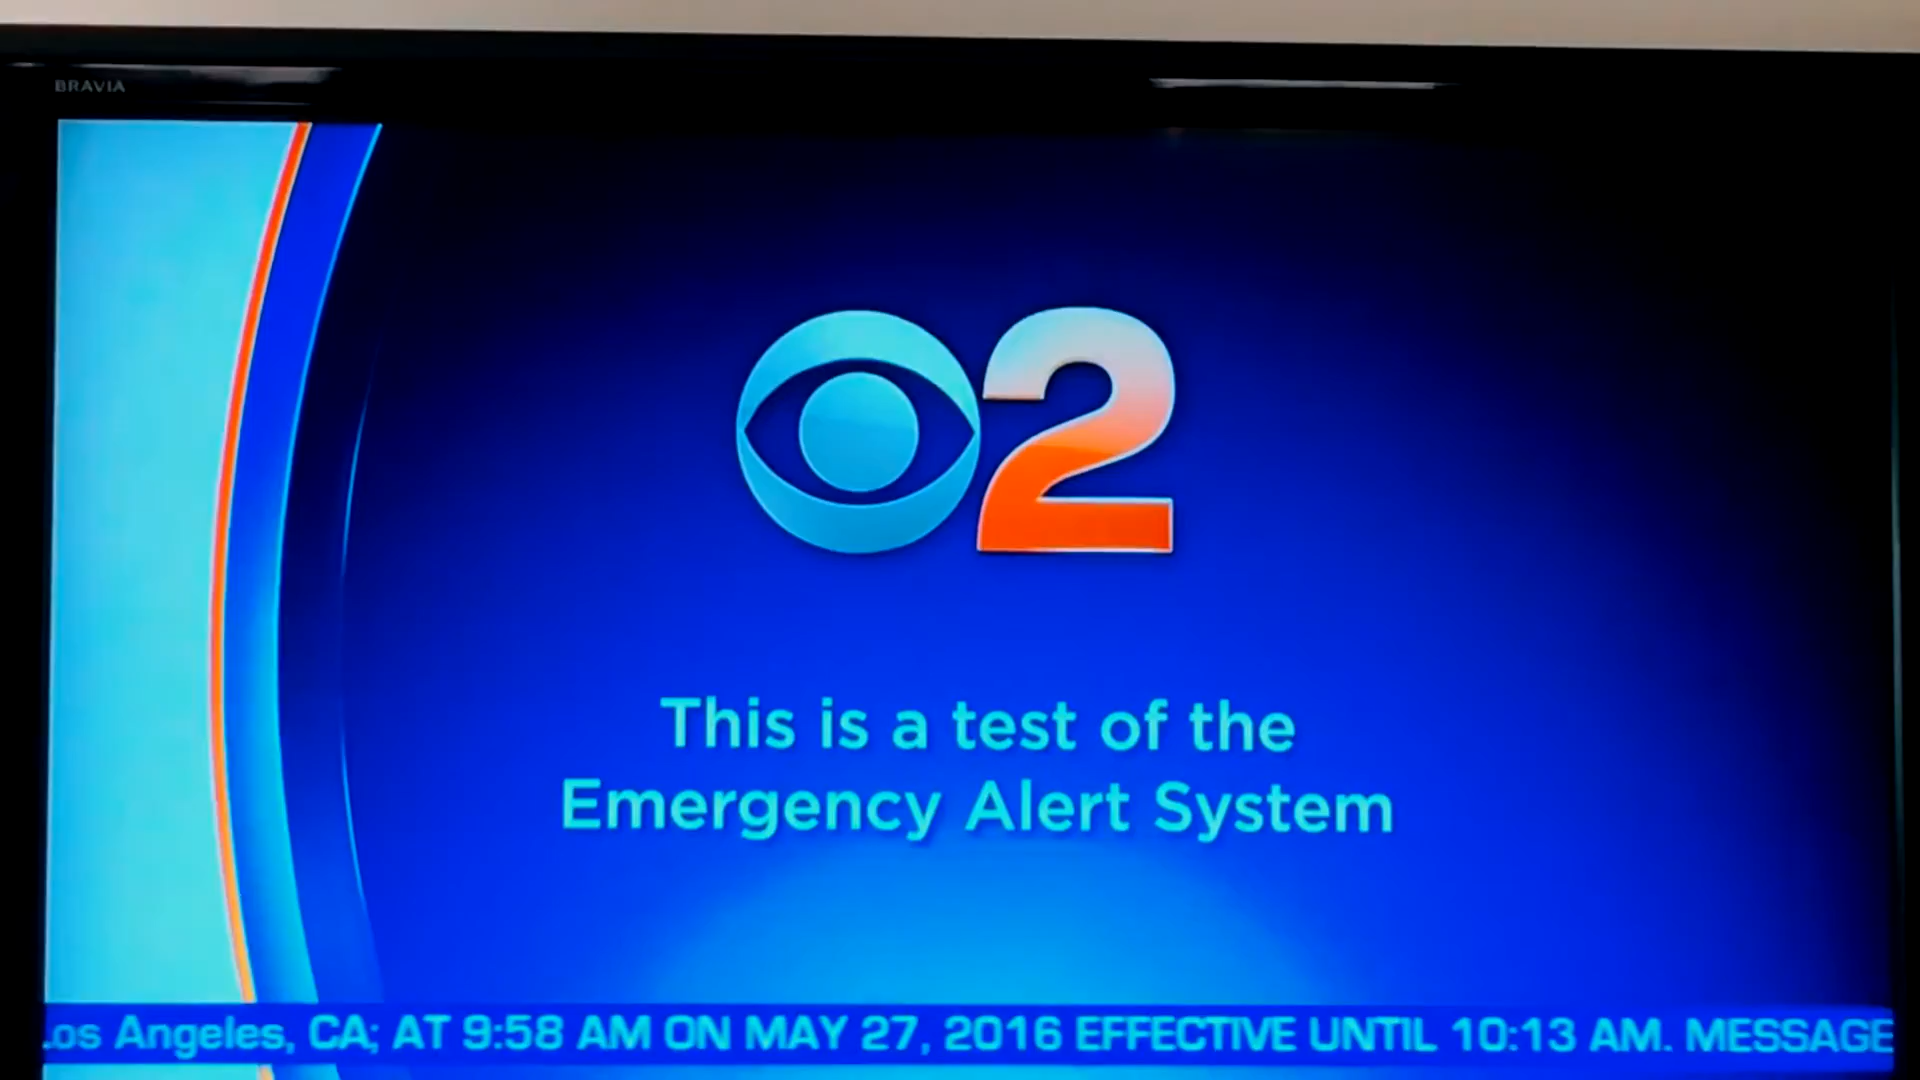 BRAVIA
2
This is a test of the
Emergency Alert System
os Angeles, CA; AT 9:58 AM ON MAY 27, 2016 EFFECTIVE UNTIL 10:13 AM. MESSAGE